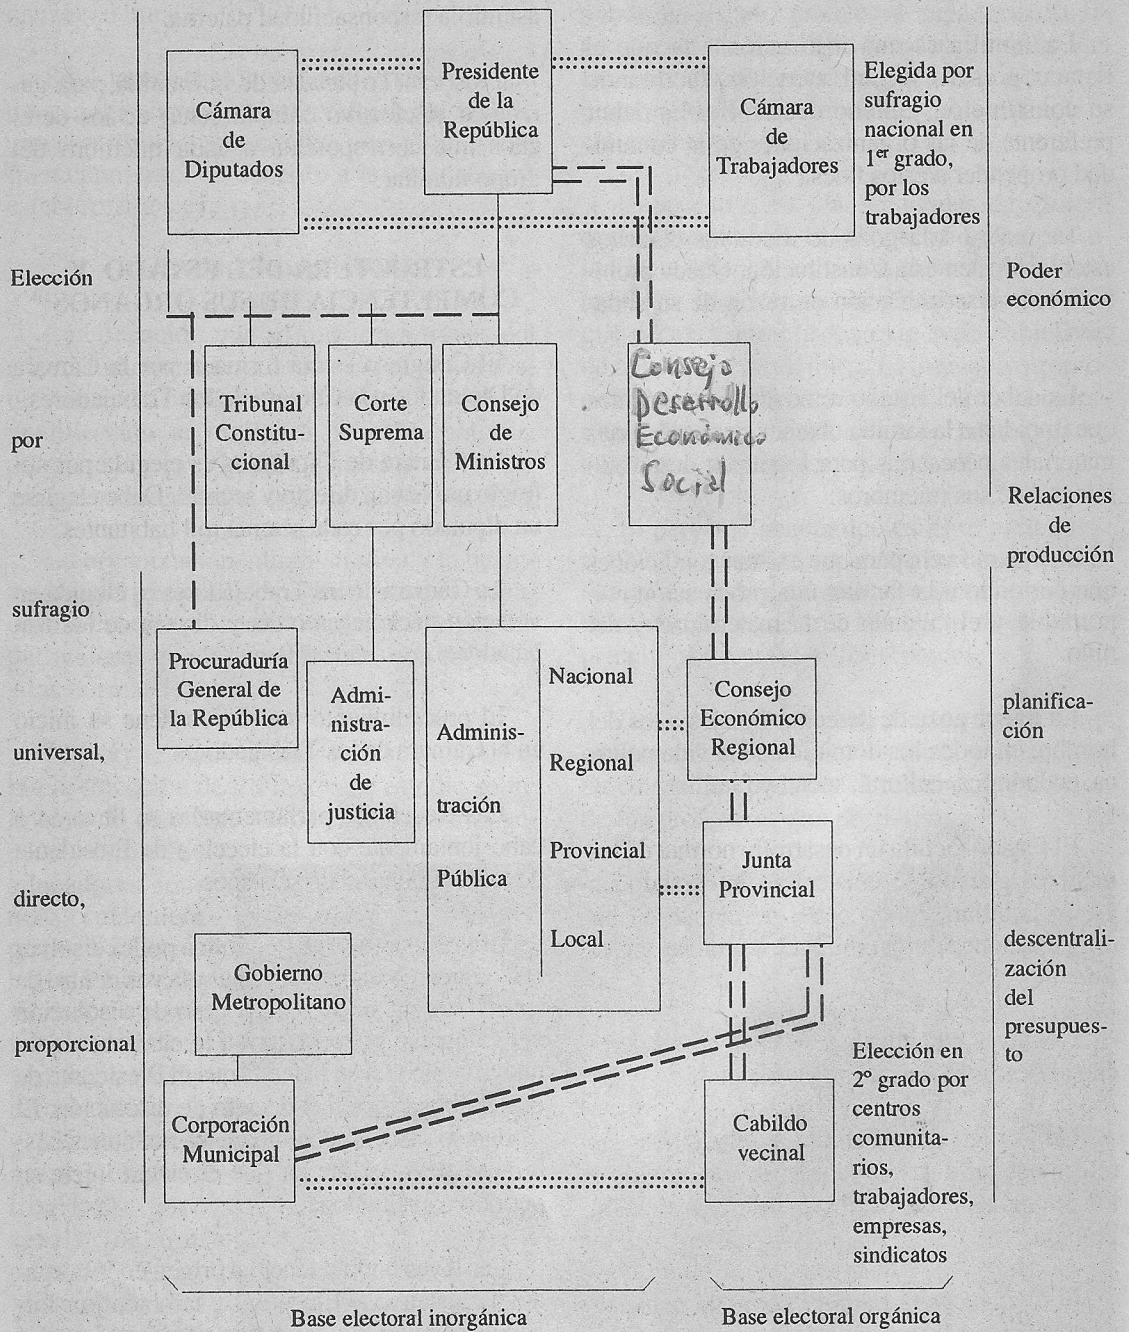 Cámara
de
Diputados
Presidente
de la
República
Cámara
de
Trabajadores
Elegida por
sufragio
nacional en
1er grado,
por los
trabajadores
Elección
por
sufragio
universal,
directo,
proporcional
Poder
económico
Relaciones
de
producción
planifica-
ción
descentrali-
zación
del
presupues-
to
Tribunal
Constitu-
cional
Corte
Suprema
Consejo
de
Ministros
Consejo
Desarrollo
Económico
Social
Procuraduría
General de
la República
Admi-
nistra-
ción
de
justicia
Adminis-
tración
Pública
Nacional
Regional
Provincial
Local
Consejo
Económico
Regional
Junta
Provincial
Gobierno
Metropolitano
Corporación
Municipal
Cabildo
vecinal
Elección en
2º grado por
centros
comunita-
rios,
trabajadores,
empresas,
sindicatos
Base electoral inorgánica
Base electoral orgánica